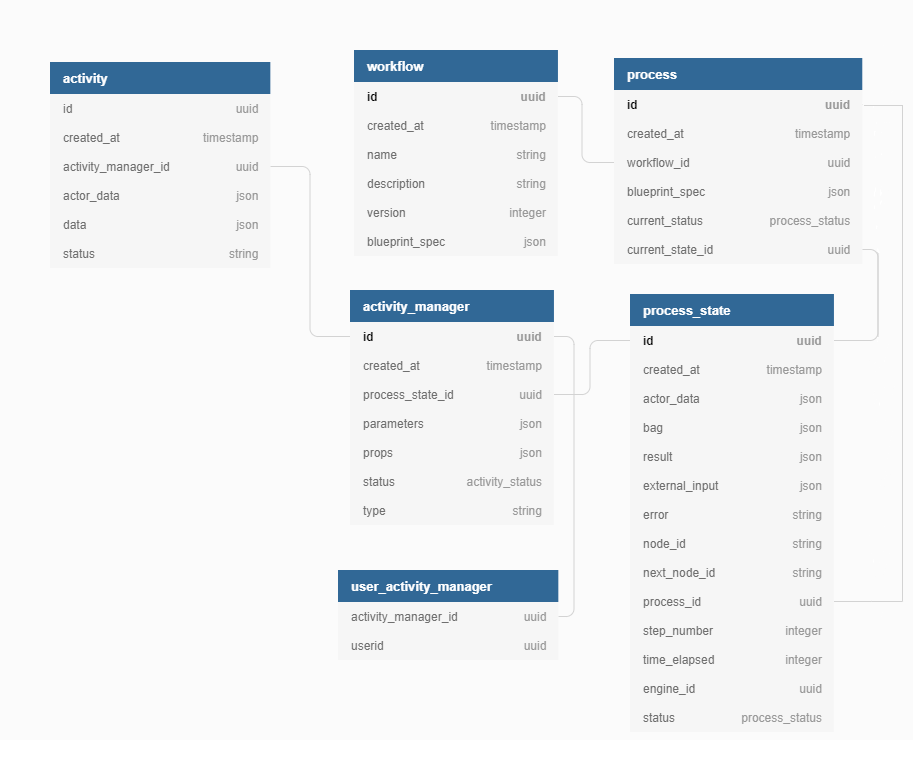 activity
id uuid
created_at timestamp
activity_manager_id uuid
actor_data json
data json
status string
workflow
id uuid
created_at timestamp
name string
description string
version integer
blueprint_spec json
process
id uuid
created_at timestamp
workflow_id uuid
blueprint_spec json
current_status process_status
current_state_id uuid
activity_manager
id uuid
created_at timestamp
process_state_id uuid
parameters json
props json
status activity_status
type string
process_state
id uuid
created_at timestamp
actor_data json
bag json
result json
external_input json
error string
node_id string
next_node_id string
process_id uuid
step_number integer
time_elapsed integer
engine_id uuid
status process_status
user_activity_manager
activity_manager_id uuid
userid uuid